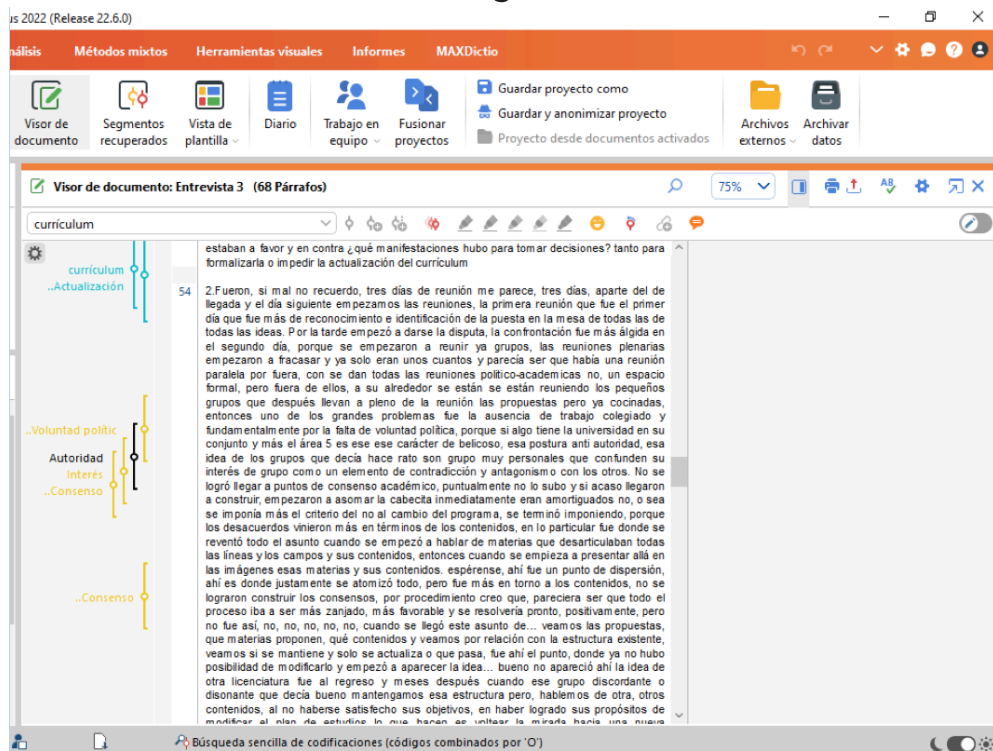 us 2022 (Release 22.6.0)
nálisis Métodos mixtos Herramientas visuales Informes MAXDictio
Visor de documento
Segmentos recuperados
Vista de plantilla
Diario
Trabajo en equipo
Fusionar proyectos
Guardar proyecto como
Guardar y anonimizar proyecto
Proyecto desde documentos activados
Archivos externos
Archivar datos
Visor de documento: Entrevista 3 (68 Párrafos)
75%
currículum
currículum
..Actualización
..Voluntad polític
Autoridad
Interés
..Consenso
..Consenso
estaban a favor y en contra ¿qué manifestaciones hubo para tomar decisiones? tanto para
formalizarla o impedir la actualización del currículum
54
2.Fueron, si mal no recuerdo, tres días de reunión me parece, tres días, aparte del de
llegada y el día siguiente empezamos las reuniones, la primera reunión que fue el primer
día que fue más de reconocimiento e identificación de la puesta en la mesa de todas las de
todas las ideas. Por la tarde empezó a darse la disputa, la confrontación fue más álgida en
el segundo día, porque se empezaron a reunir ya grupos, las reuniones plenarias
empezaron a fracasar y ya solo eran unos cuantos y parecía ser que había una reunión
paralela por fuera, con se dan todas las reuniones politico-academicas no, un espacio
formal, pero fuera de ellos, a su alrededor se están se están reuniendo los pequeños
grupos que después llevan a pleno de la reunión las propuestas pero ya cocinadas,
entonces uno de los grandes problemas fue la ausencia de trabajo colegiado y
fundamentalmente por la falta de voluntad política, porque si algo tiene la universidad en su
conjunto y más el área 5 es ese ese carácter de belicoso, esa postura anti autoridad, esa
idea de los grupos que decía hace rato son grupo muy personales que confunden su
interés de grupo como un elemento de contradicción y antagonismo con los otros. No se
logró llegar a puntos de consenso académico, puntualmente no lo subo y si acaso llegaron
a construir, empezaron a asomar la cabecita inmediatamente eran amortiguados no, o sea
se imponía más el criterio del no al cambio del programa, se terminó imponiendo, porque
los desacuerdos vinieron más en términos de los contenidos, en lo particular fue donde se
reventó todo el asunto cuando se empezó a hablar de materias que desarticulaban todas
las líneas y los campos y sus contenidos, entonces cuando se empieza a presentar allá en
las imágenes esas materias y sus contenidos. espérense, ahí fue un punto de dispersión,
ahí es donde justamente se atomizó todo, pero fue más en torno a los contenidos, no se
lograron construir los consensos, por procedimiento creo que, pareciera ser que todo el
proceso iba a ser más zanjado, más favorable y se resolvería pronto, positivamente, pero
no fue así, no, no, no, no, no, cuando se llegó este asunto de... veamos las propuestas,
que materias proponen, qué contenidos y veamos por relación con la estructura existente,
veamos si se mantiene y solo se actualiza o que pasa, fue ahí el punto, donde ya no hubo
posibilidad de modificarlo y empezó a aparecer la idea... bueno no apareció ahí la idea de
otra licenciatura fue al regreso y meses después cuando ese grupo discordante o
disonante que decía bueno mantengamos esa estructura pero, hablemos de otra, otros
contenidos, al no haberse satisfecho sus objetivos, en haber logrado sus propósitos de
modificar el plan de estudios lo que hacen es voltear la mirada hacia una nueva
Búsqueda sencilla de codificaciones (códigos combinados por 'O')